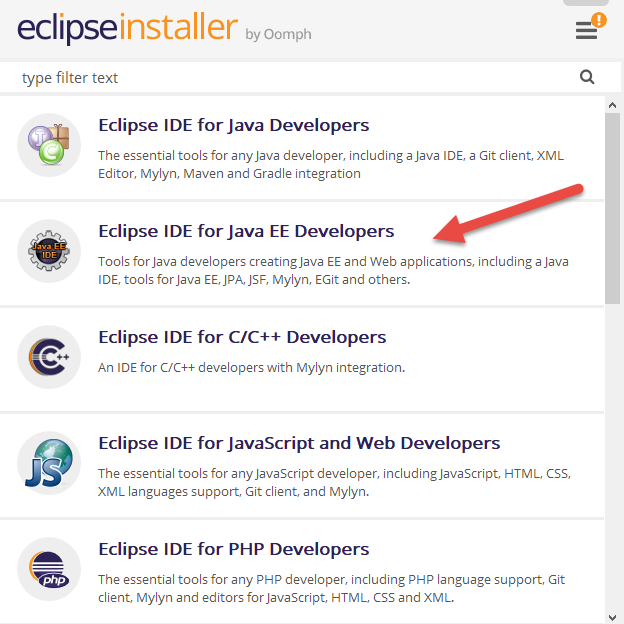 eclipseinstaller by Oomph
!
type filter text
Eclipse IDE for Java Developers
The essential tools for any Java developer, including a Java IDE, a Git client, XML
Editor, Mylyn, Maven and Gradle integration
J
C
Eclipse IDE for Java EE Developers
Tools for Java developers creating Java EE and Web applications, including a Java
IDE, tools for Java EE, JPA, JSF, Mylyn, EGit and others.
Java EE
IDE
Eclipse IDE for C/C++ Developers
An IDE for C/C++ developers with Mylyn integration.
C++
Eclipse IDE for JavaScript and Web Developers
The essential tools for any JavaScript developer, including JavaScript, HTML, CSS,
XML languages support, Git client, and Mylyn.
JS
Eclipse IDE for PHP Developers
The essential tools for any PHP developer, including PHP language support, Git
client, Mylyn and editors for JavaScript, HTML, CSS and XML.
php